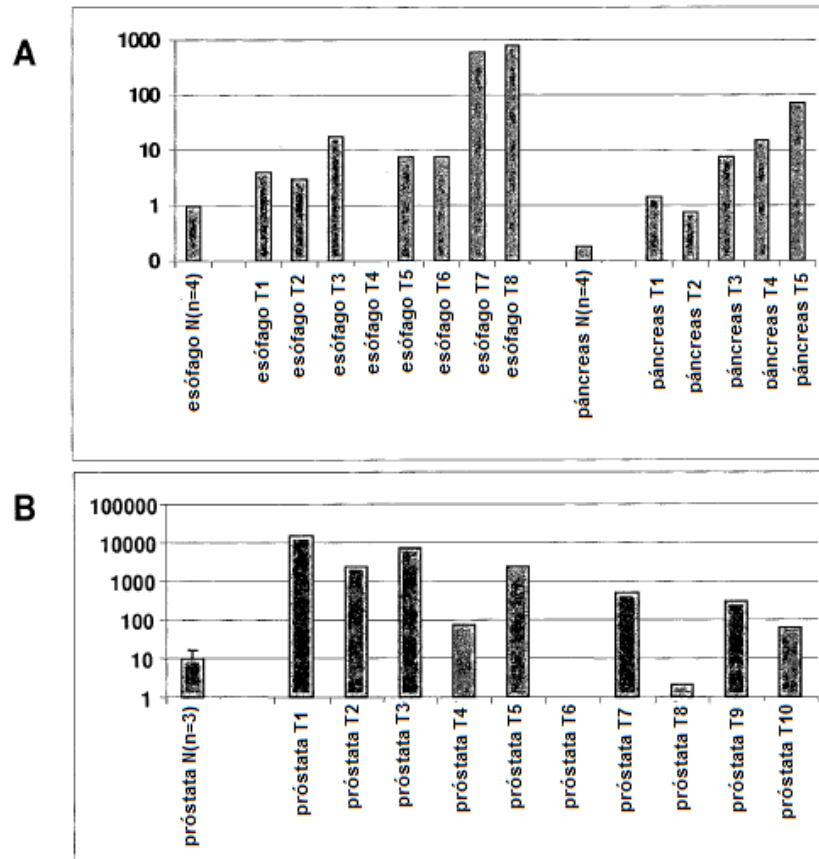 A
1000
100
10
1
0
esófago N(n=4)
esófago T1
esófago T2
esófago T3
esófago T4
esófago T5
esófago T6
esófago T7
esófago T8
páncreas N(n=4)
páncreas T1
páncreas T2
páncreas T3
páncreas T4
páncreas T5
B
100000
10000
1000
100
10
1
próstata N(n=3)
próstata T1
próstata T2
próstata T3
próstata T4
próstata T5
próstata T6
próstata T7
próstata T8
próstata T9
próstata T10